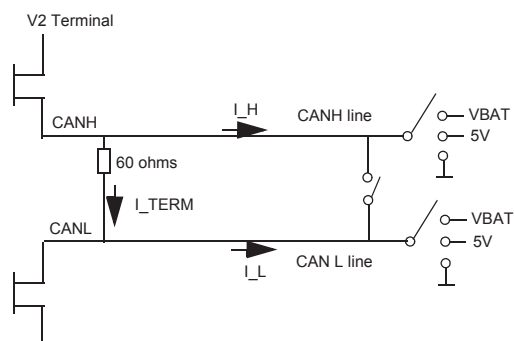 V2 Terminal
I_H
CANH
CANH line
VBAT
5V
60 ohms
I_TERM
CANL
VBAT
5V
I_L
CAN L line